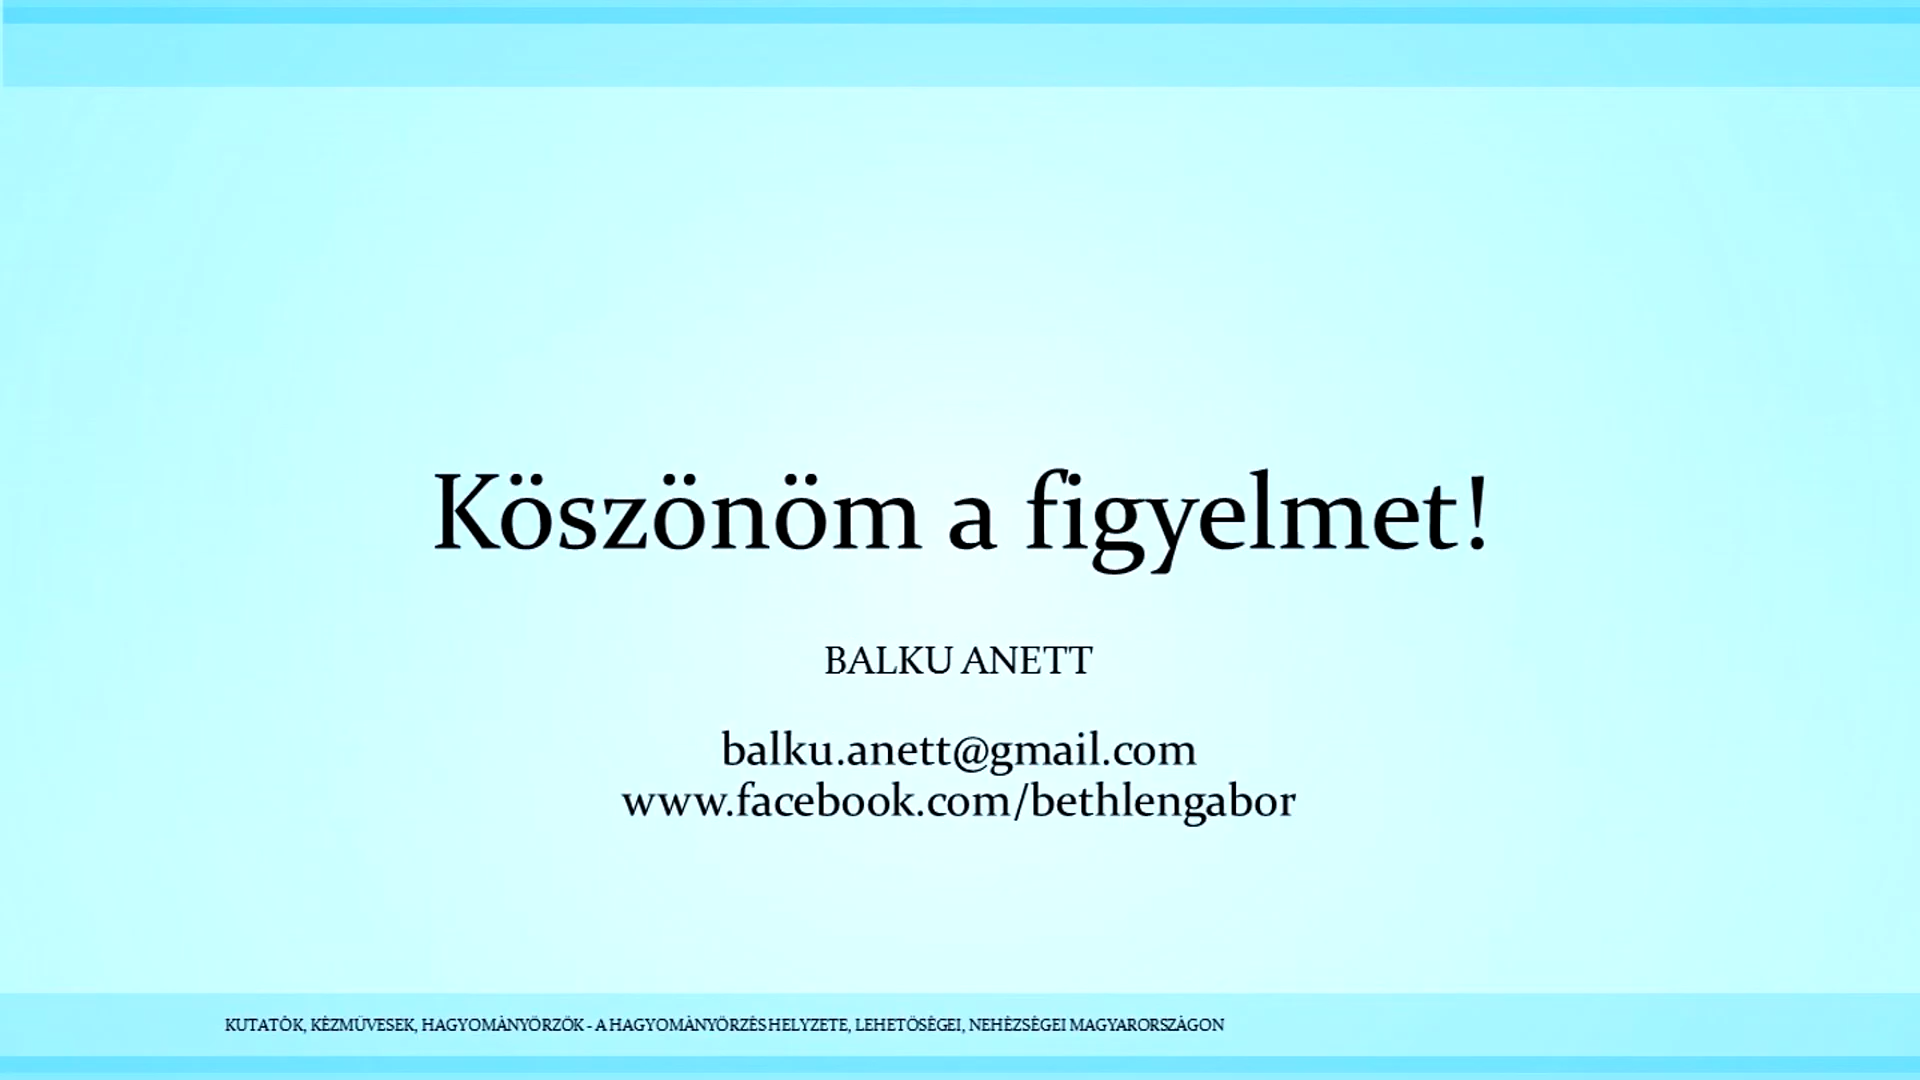 Köszönöm a figyelmet!
BALKU ANETT
balku.anett@gmail.com
www.facebook.com/bethlengabor
KUTATÓK, KÉZMŰVESEK, HAGYOMÁNYŐRZŐK - A HAGYOMÁNYŐRZÉS HELYZETE, LEHETŐSÉGEI, NEHÉZSÉGEI MAGYARORSZÁGON